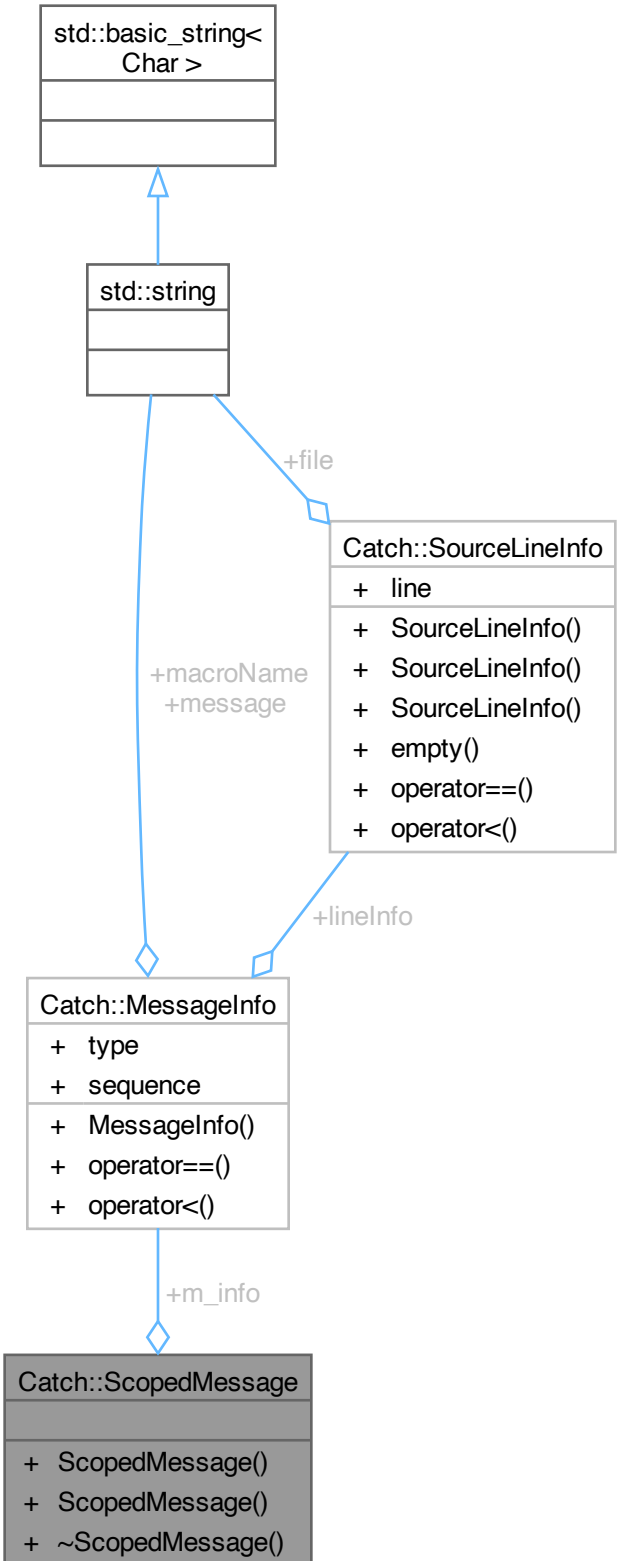 std::basic_string<
Char >
std::string
+file
Catch::SourceLineInfo
+ line
+ SourceLineInfo()
+ SourceLineInfo()
+ SourceLineInfo()
+ empty()
+ operator==()
+ operator<()
+macroName
+message
+lineInfo
Catch::MessageInfo
+ type
+ sequence
+ MessageInfo()
+ operator==()
+ operator<()
+m_info
Catch::ScopedMessage
+ ScopedMessage()
+ ScopedMessage()
+ ~ScopedMessage()